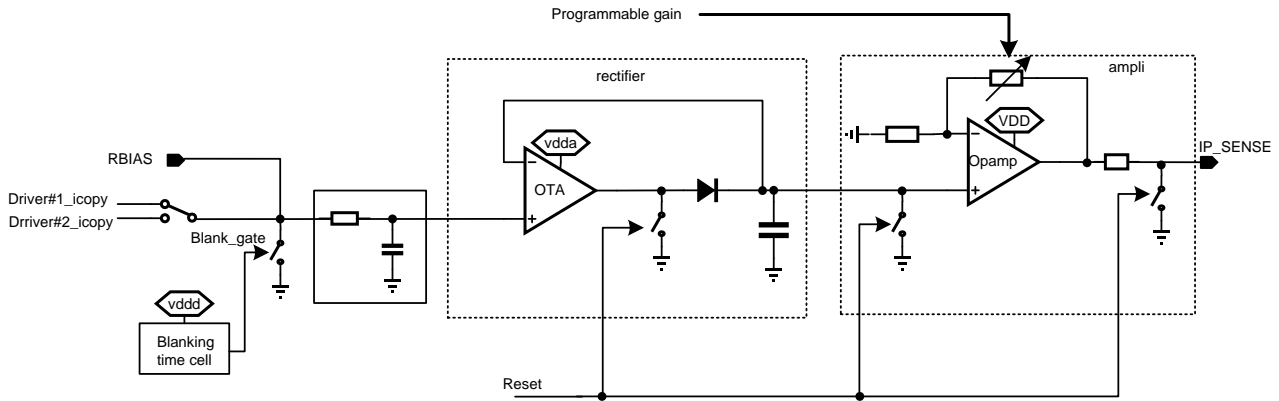 Programmable gain
rectifier
ampli
vdda
VDD
−
OTA
+
−
Opamp
+
IP_SENSE
RBIAS
Driver#1_icopy
Drriver#2_icopy
Blank_gate
vddd
Blanking
time cell
Reset